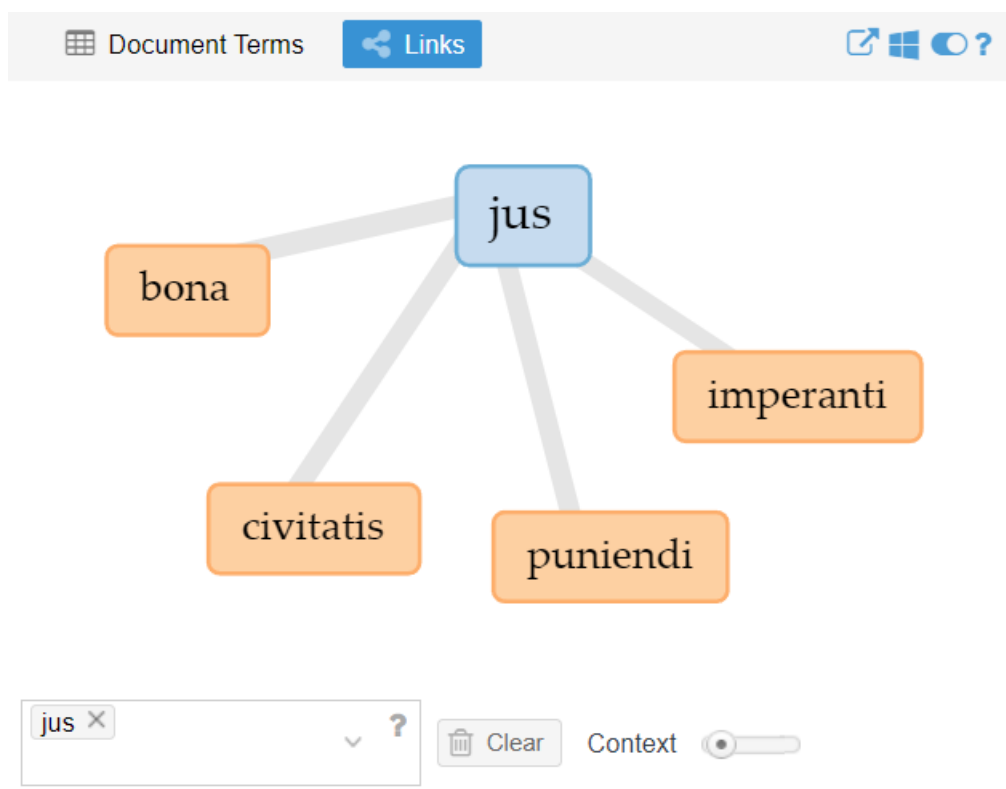 Document Terms Links ?
jus
bona
imperanti
civitatis
puniendi
jus ? Clear Context